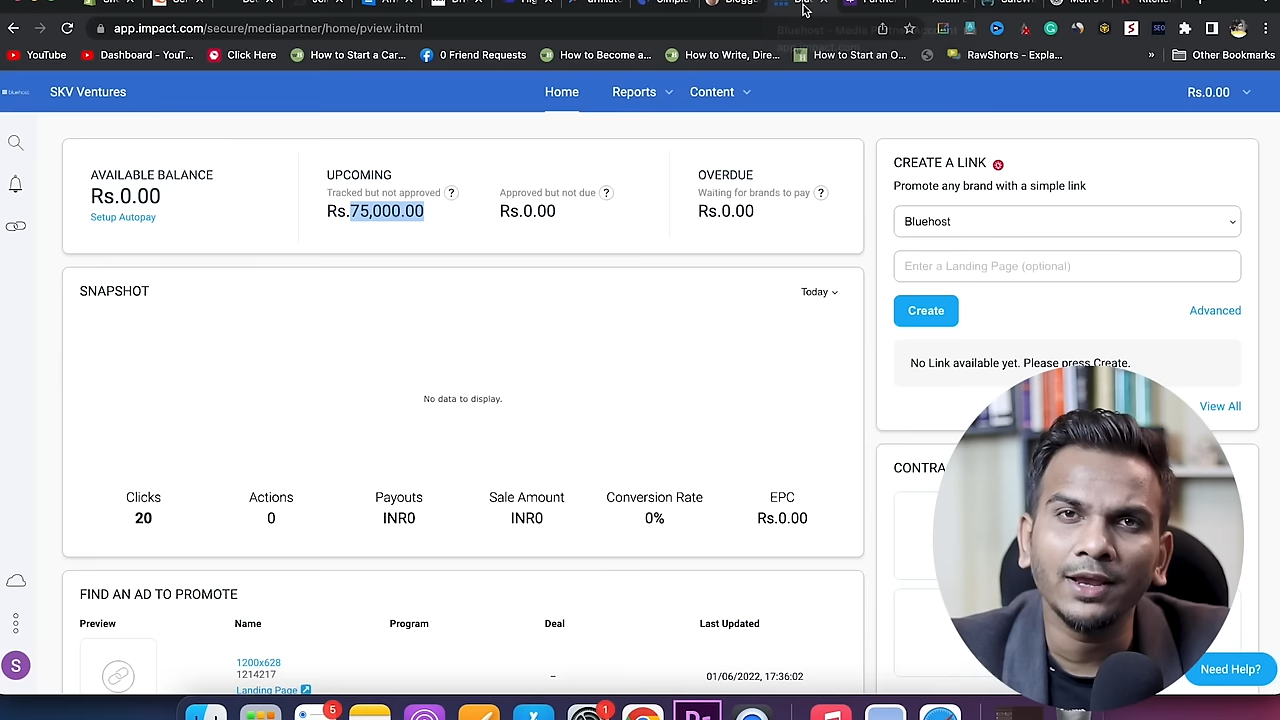 app.impact.com/secure/mediapartner/home/pview.html
YouTube
Dashboard - YouT...
Click Here
How to Start a Car...
0 Friend Requests
How to Become a...
How to Write, Dire...
How to Start an O...
RawShorts - Expla...
»
Other Bookmarks
bluehost
SKV Ventures
Home
Reports
Content
Rs.0.00
AVAILABLE BALANCE
Rs.0.00
Setup Autopay
UPCOMING
Tracked but not approved ?
Rs.75,000.00
Approved but not due ?
Rs.0.00
OVERDUE
Waiting for brands to pay ?
Rs.0.00
CREATE A LINK
Promote any brand with a simple link
Bluehost
Enter a Landing Page (optional)
Create
Advanced
No Link available yet. Please press Create.
View All
SNAPSHOT
Today
No data to display.
Clicks Actions Payouts Sale Amount Conversion Rate EPC
20 0 INR0 INR0 0% Rs.0.00
CONTRA
FIND AN AD TO PROMOTE
Preview Name Program Deal Last Updated
1200x628
1214217
Landing Page
– 01/06/2022, 17:36:02
S
Need Help?
5
1
Pr